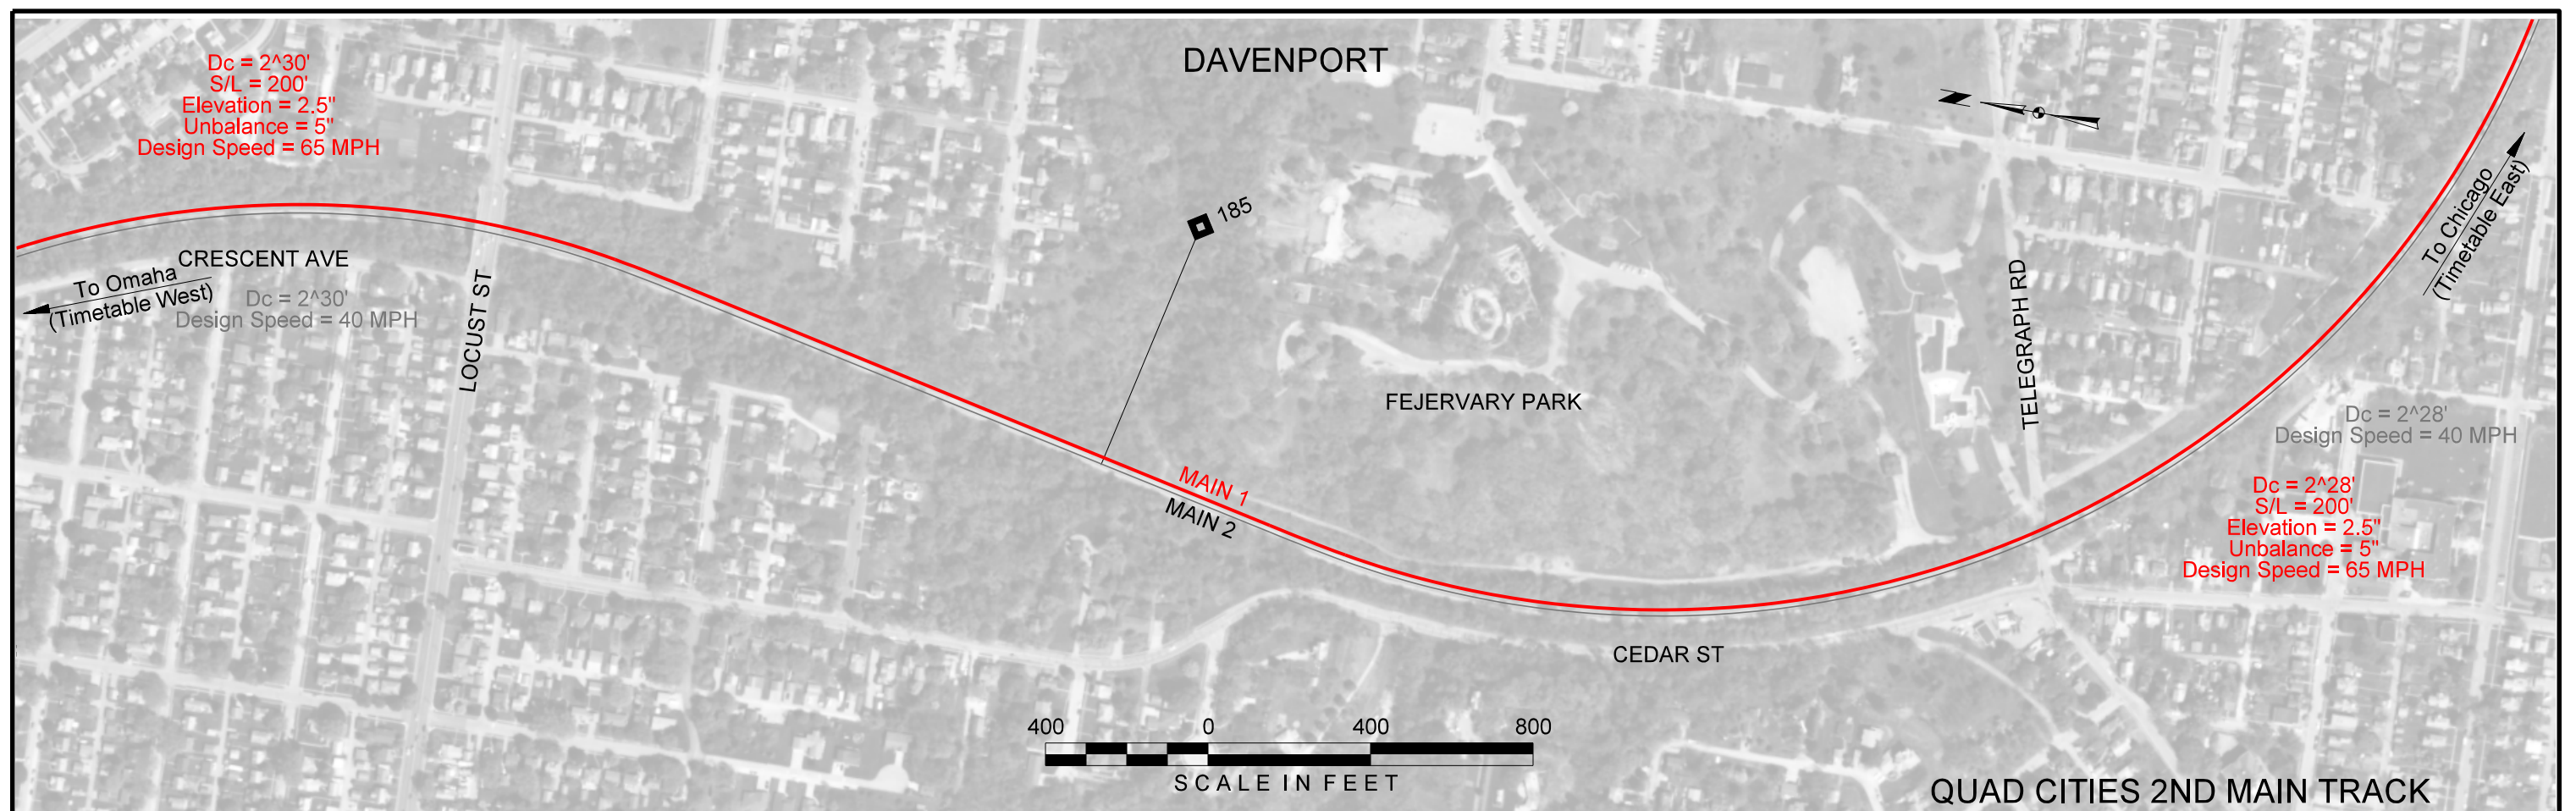 DAVENPORT
Dc = 2^30'
S/L = 200'
Elevation = 2.5"
Unbalance = 5"
Design Speed = 65 MPH
N
185
CRESCENT AVE
To Omaha
(Timetable West)
Dc = 2^30'
Design Speed = 40 MPH
LOCUST ST
To Chicago
(Timetable East)
TELEGRAPH RD
FEJERVARY PARK
MAIN 1
MAIN 2
Dc = 2^28'
Design Speed = 40 MPH
Dc = 2^28'
S/L = 200'
Elevation = 2.5"
Unbalance = 5"
Design Speed = 65 MPH
CEDAR ST
400 0 400 800
SCALE IN FEET
QUAD CITIES 2ND MAIN TRACK